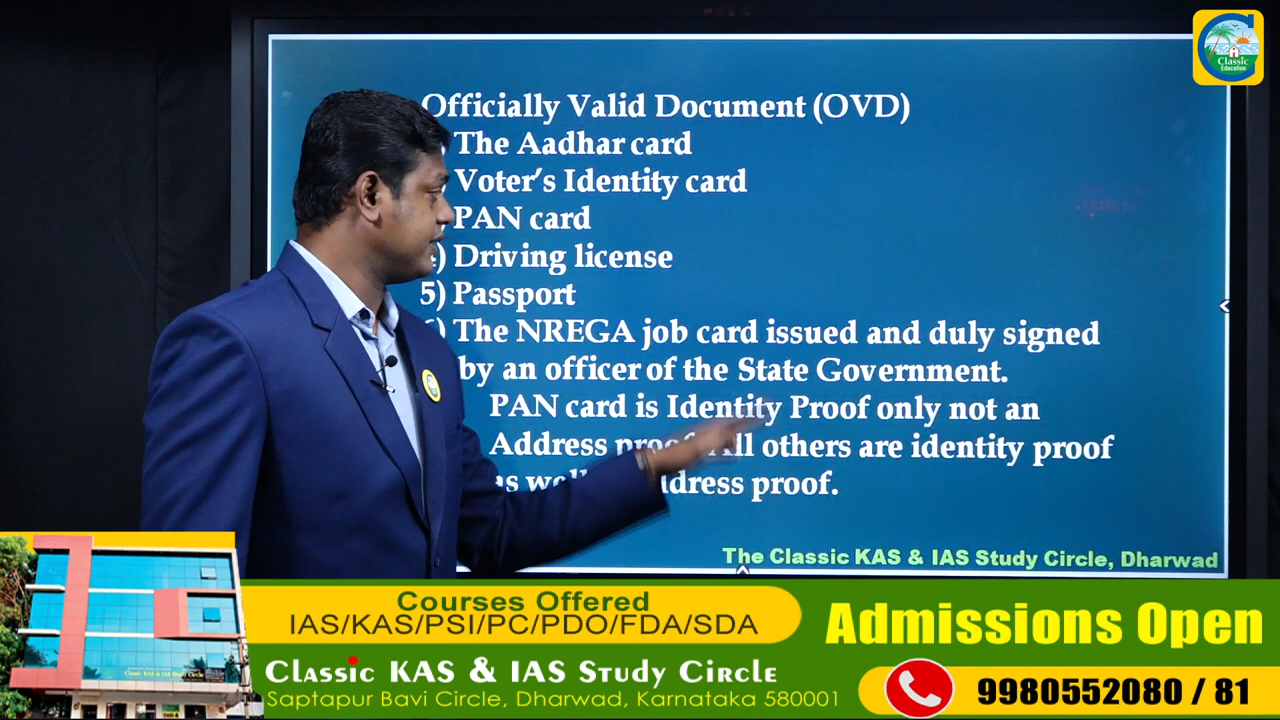 Classic
Education
Officially Valid Document (OVD)
The Aadhar card
Voter's Identity card
PAN card
) Driving license
5) Passport
) The NREGA job card issued and duly signed
by an officer of the State Government.
PAN card is Identity Proof only not an
Address All others are identity proof
as address proof.
The Classic KAS & IAS Study Circle, Dharwad
Courses Offered
IAS/KAS/PSI/PC/PDO/FDA/SDA
Admissions Open
Classic KAS & IAS Study Circle
Saptapur Bavi Circle, Dharwad, Karnataka 580001
9980552080 / 81